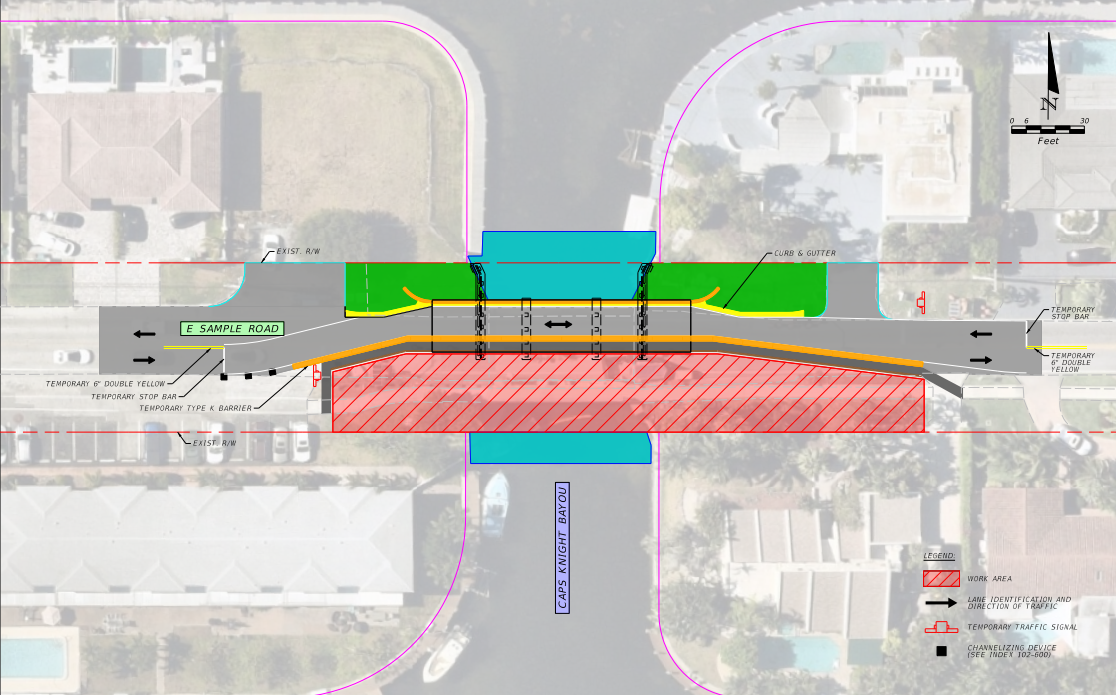 N
0 6 30
Feet
EXIST. R/W
CURB & GUTTER
TEMPORARY
STOP BAR
E SAMPLE ROAD
TEMPORARY
6" DOUBLE
YELLOW
TEMPORARY 6" DOUBLE YELLOW
TEMPORARY STOP BAR
TEMPORARY TYPE K BARRIER
EXIST. R/W
CAPS KNIGHT BAYOU
LEGEND:
WORK AREA
LANE IDENTIFICATION AND
DIRECTION OF TRAFFIC
TEMPORARY TRAFFIC SIGNAL
CHANNELIZING DEVICE
(SEE INDEX 102-600)